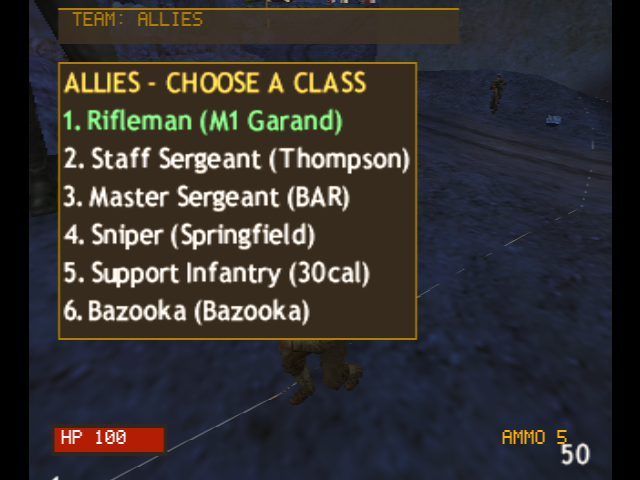 TEAM: ALLIES
ALLIES - CHOOSE A CLASS
1. Rifleman (M1 Garand)
2. Staff Sergeant (Thompson)
3. Master Sergeant (BAR)
4. Sniper (Springfield)
5. Support Infantry (30cal)
6. Bazooka (Bazooka)
HP 100
AMMO 5
50